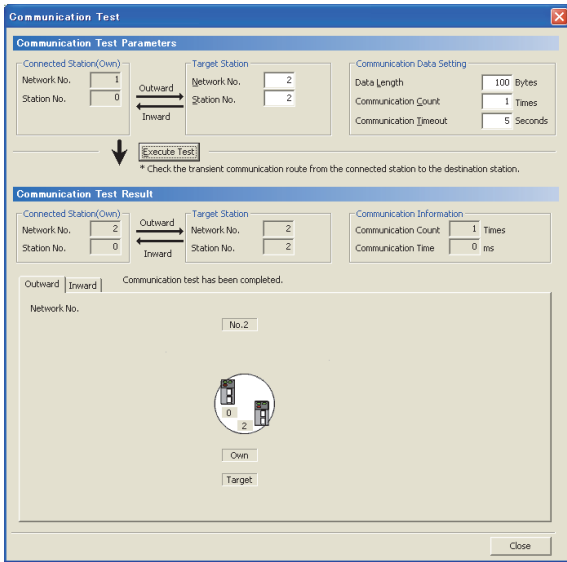 Communication Test
Communication Test Parameters
Connected Station(Own)
Network No. 1
Station No. 0
Outward
Inward
Target Station
Network No. 2
Station No. 2
Communication Data Setting
Data Length 100 Bytes
Communication Count 1 Times
Communication Timeout 5 Seconds
Execute Test
* Check the transient communication route from the connected station to the destination station.
Communication Test Result
Connected Station(Own)
Network No. 2
Station No. 0
Outward
Inward
Target Station
Network No. 2
Station No. 2
Communication Information
Communication Count 1 Times
Communication Time 0 ms
Outward Inward Communication test has been completed.
Network No.
No.2
0
2
Own
Target
Close